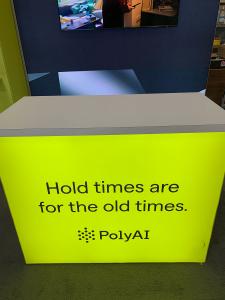 Hold times are
for the old times.
PolyAI